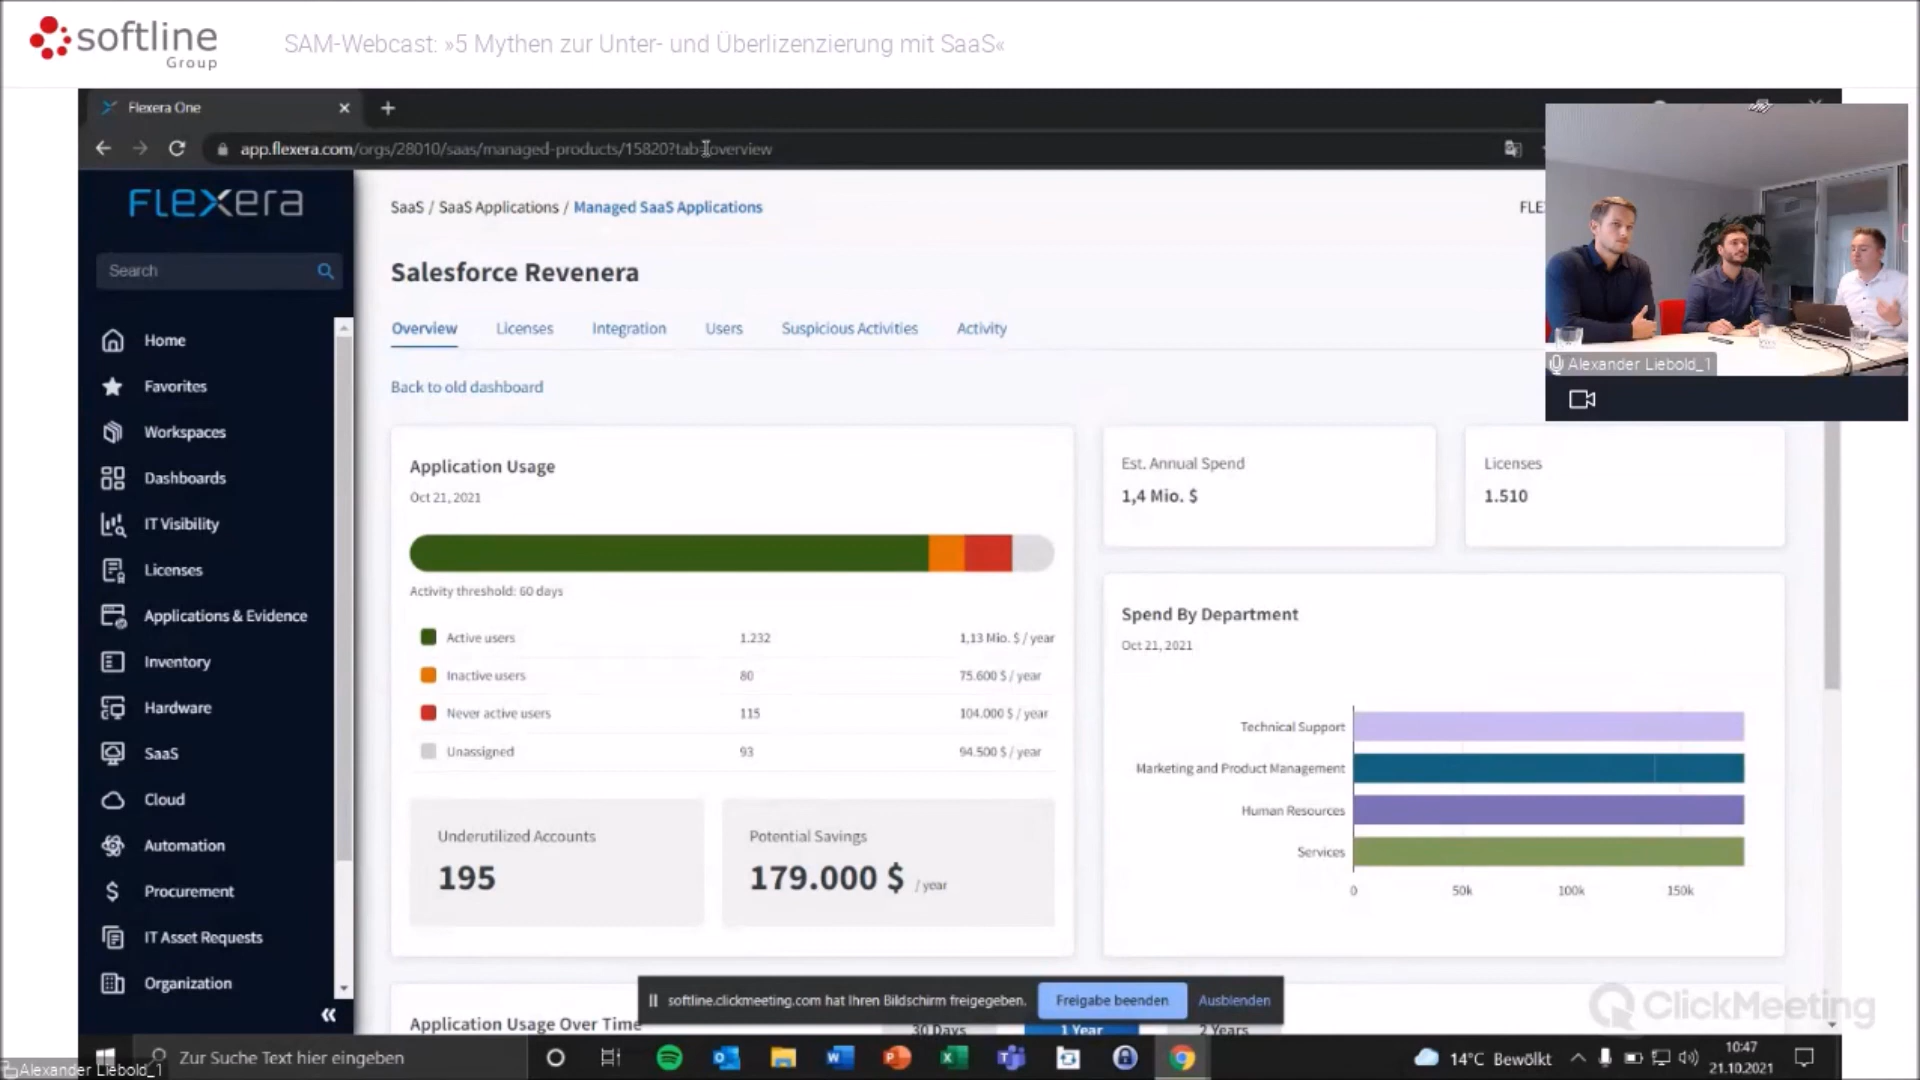 softline
Group
SAM-Webcast: »5 Mythen zur Unter- und Überlizenzierung mit SaaS«
Flexera One
app.flexera.com/orgs/28010/saas/managed-products/15820?tab=overview
FLEXERA
Search
Home
Favorites
Workspaces
Dashboards
IT Visibility
Licenses
Applications & Evidence
Inventory
Hardware
SaaS
Cloud
Automation
Procurement
IT Asset Requests
Organization
SaaS / SaaS Applications / Managed SaaS Applications
FLE
Salesforce Revenera
Overview Licenses Integration Users Suspicious Activities Activity
Back to old dashboard
Alexander Liebold_1
Application Usage
Oct 21, 2021
Activity threshold: 60 days
Active users 1.232 1,13 Mio. $ / year
Inactive users 80 75.600 $ / year
Never active users 115 104.000 $ / year
Unassigned 93 94.500 $ / year
Underutilized Accounts
195
Potential Savings
179.000 $ / year
Est. Annual Spend
1,4 Mio. $
Licenses
1.510
Spend By Department
Oct 21, 2021
Technical Support
Marketing and Product Management
Human Resources
Services
0 50k 100k 150k
Application Usage Over Time
30 Days 1 Year 2 Years
softline.clickmeeting.com hat Ihren Bildschirm freigegeben. Freigabe beenden Ausblenden
ClickMeeting
Zur Suche Text hier eingeben
14°C Bewölkt
10:47
21.10.2021
Alexander Liebold_1